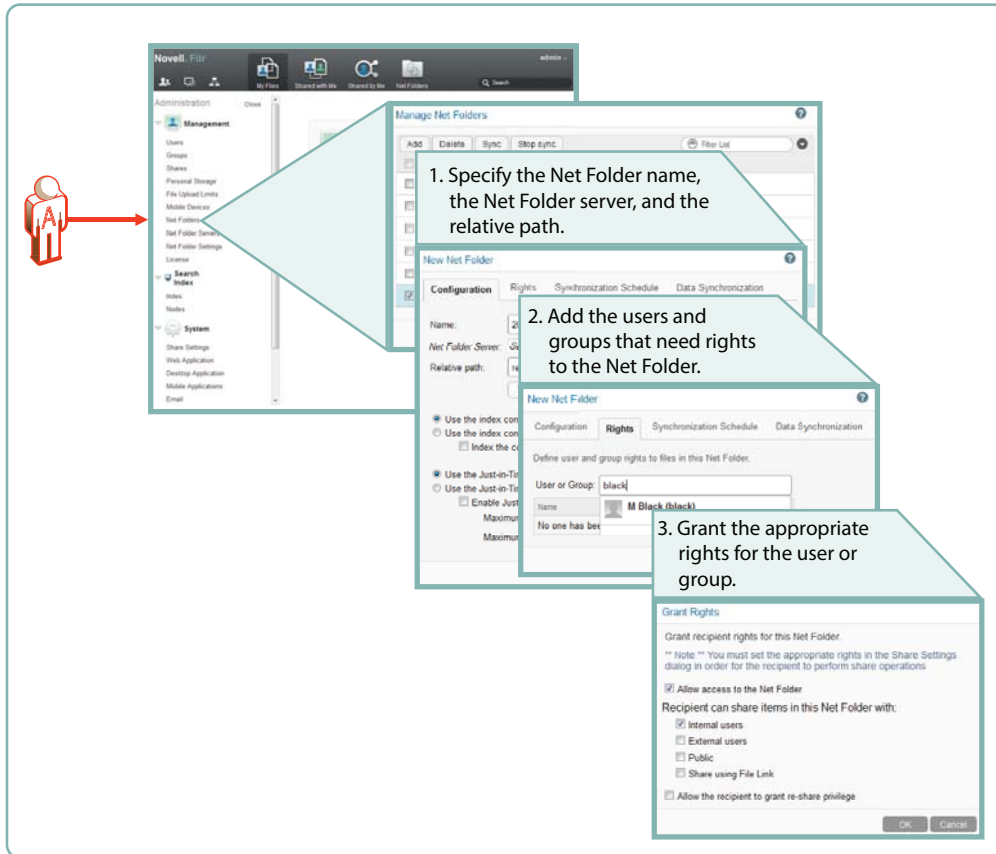 Novell Filr
admin
My Files
Shared with Me
Shared by Me
Net Folders
Search
Administration
Close
Management
Users
Groups
Shares
Personal Storage
File Upload Limits
Mobile Devices
Net Folders
Net Folder Servers
Net Folder Settings
License
Search
Index
Index
Nodes
System
Share Settings
Web Application
Desktop Application
Mobile Applications
Email
A
Manage Net Folders
Add Delete Sync Stop sync
Filter List
1. Specify the Net Folder name,
the Net Folder server, and the
relative path.
New Net Folder
Configuration Rights Synchronization Schedule Data Synchronization
Name:
Net Folder Server:
Relative path:
Use the index con
Use the index con
Index the co
Use the Just-in-Tir
Use the Just-in-Tir
Enable Just
Maximur
Maximur
2. Add the users and
groups that need rights
to the Net Folder.
New Net Folder
Configuration Rights Synchronization Schedule Data Synchronization
Define user and group rights to files in this Net Folder.
User or Group: black
Name
M Black (black)
No one has bee
3. Grant the appropriate
rights for the user or
group.
Grant Rights
Grant recipient rights for this Net Folder.
** Note ** You must set the appropriate rights in the Share Settings
dialog in order for the recipient to perform share operations
Allow access to the Net Folder
Recipient can share items in this Net Folder with:
Internal users
External users
Public
Share using File Link
Allow the recipient to grant re-share privilege
OK Cancel